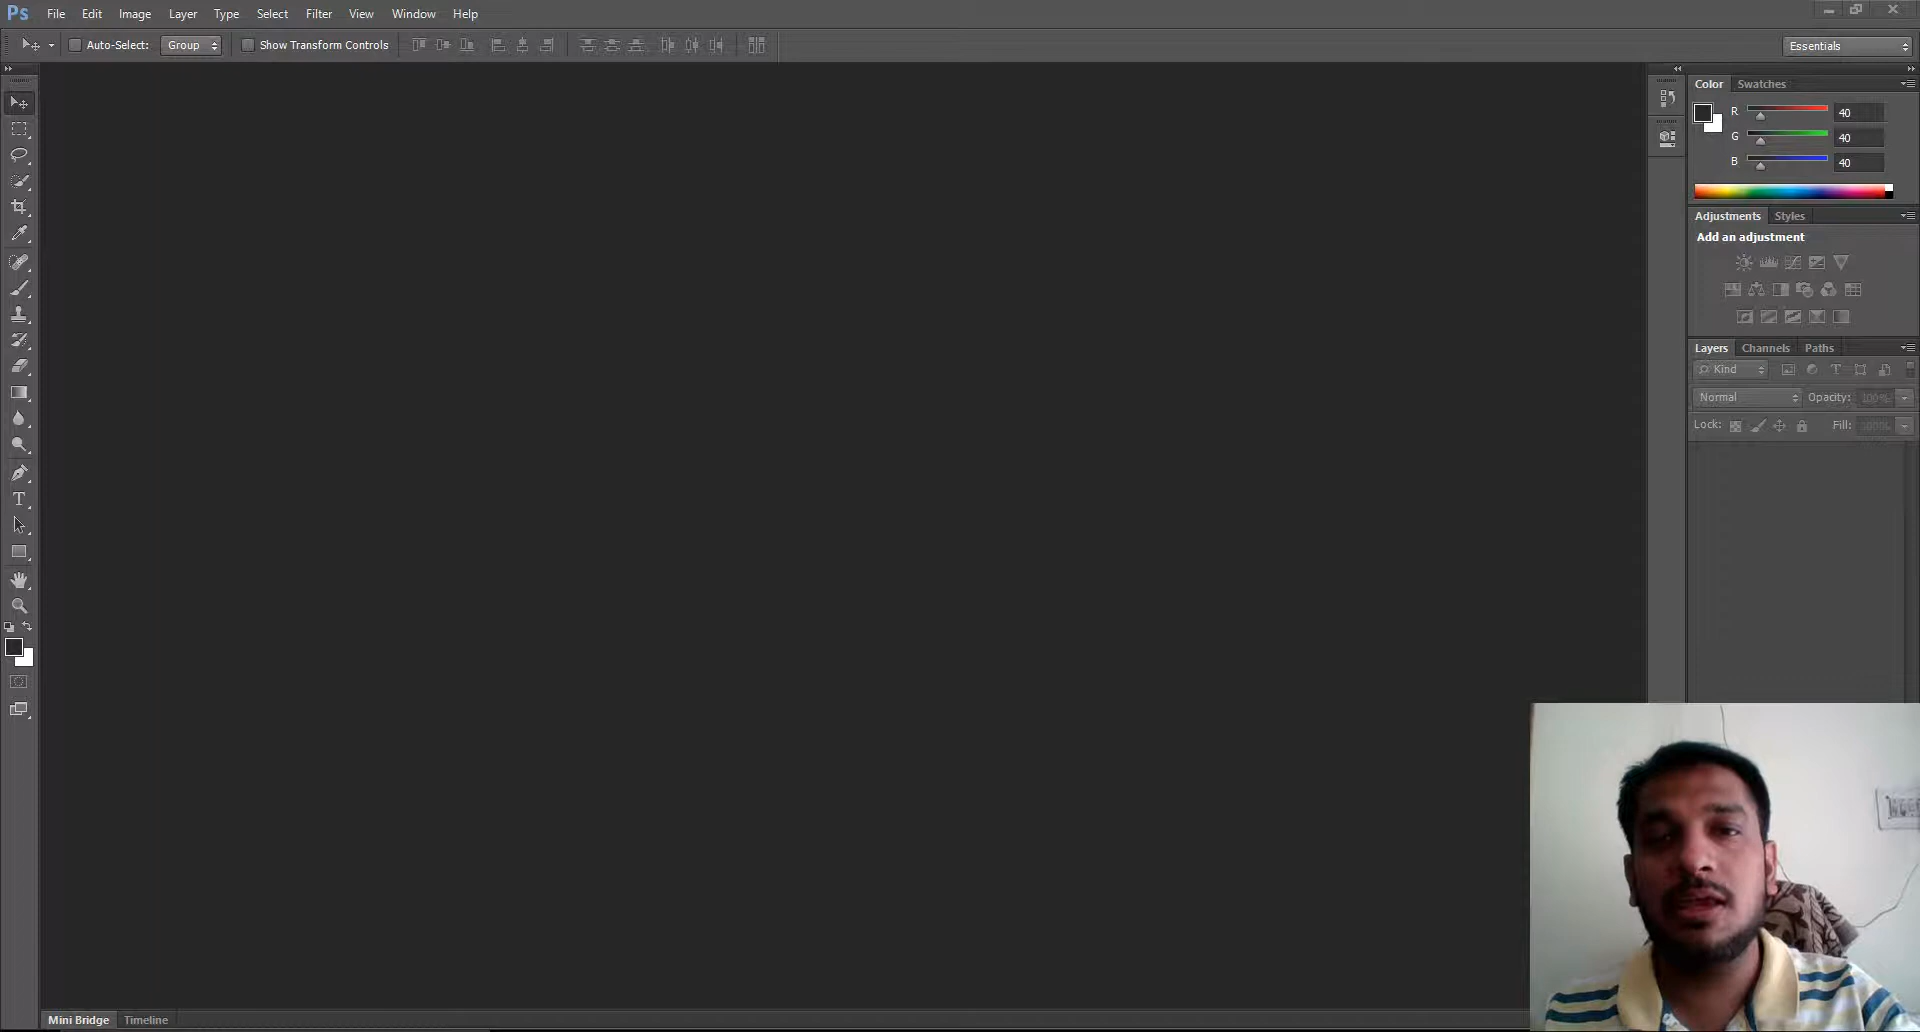 Ps File Edit Image Layer Type Select Filter View Window Help
Auto-Select: Group Show Transform Controls Essentials
Color Swatches
R 40
G 40
B 40
Adjustments Styles
Add an adjustment
Layers Channels Paths
Kind
Normal Opacity: 100%
Lock: Fill: 100%
Mini Bridge Timeline